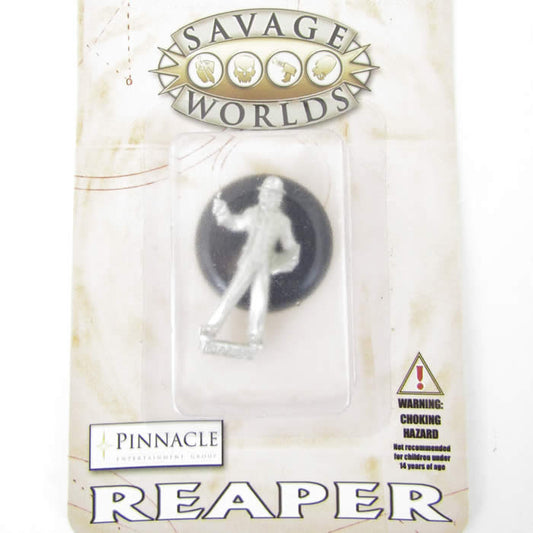 SAVAGE
WORLDS
PINNACLE
ENTERTAINMENT GROUP
WARNING:
CHOKING
HAZARD
Not recommended
for children under
14 years of age
REAPER